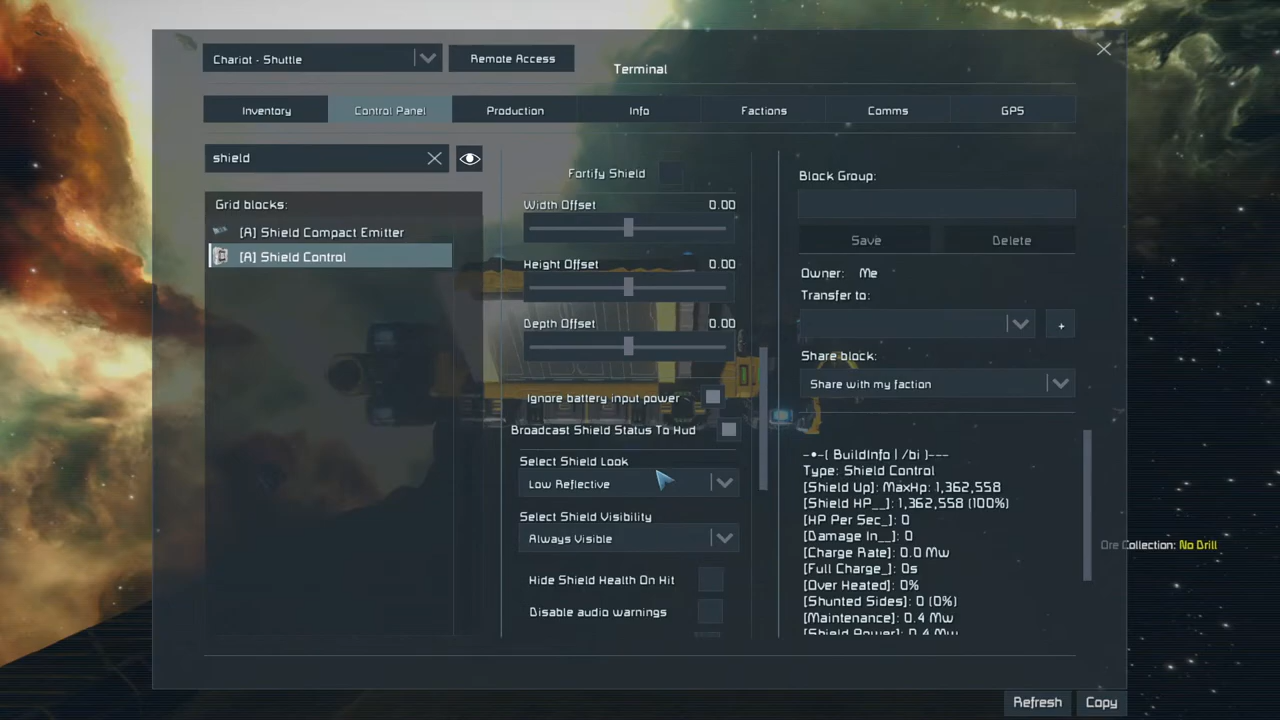 Chariot - Shuttle
Remote Access
Terminal
Inventory
Control Panel
Production
Info
Factions
Comms
GPS
shield
Grid blocks:
[A] Shield Compact Emitter
[A] Shield Control
Fortify Shield
Width Offset 0.00
Height Offset 0.00
Depth Offset 0.00
Ignore battery input power
Broadcast Shield Status To Hud
Select Shield Look
Low Reflective
Select Shield Visibility
Always Visible
Hide Shield Health On Hit
Disable audio warnings
Block Group:
Save
Delete
Owner: Me
Transfer to:
+
Share block:
Share with my faction
-•-( BuildInfo | /bi )---
Type: Shield Control
[Shield Up]: MaxHp: 1,362,558
[Shield HP__]: 1,362,558 (100%)
[HP Per Sec_]: 0
[Damage In__]: 0
[Charge Rate]: 0.0 Mw
[Full Charge_]: 0s
[Over Heated]: 0%
[Shunted Sides]: 0 (0%)
[Maintenance]: 0.4 Mw
[Shield Power]: 0.4 Mw
Ore Collection: No Drill
Refresh
Copy